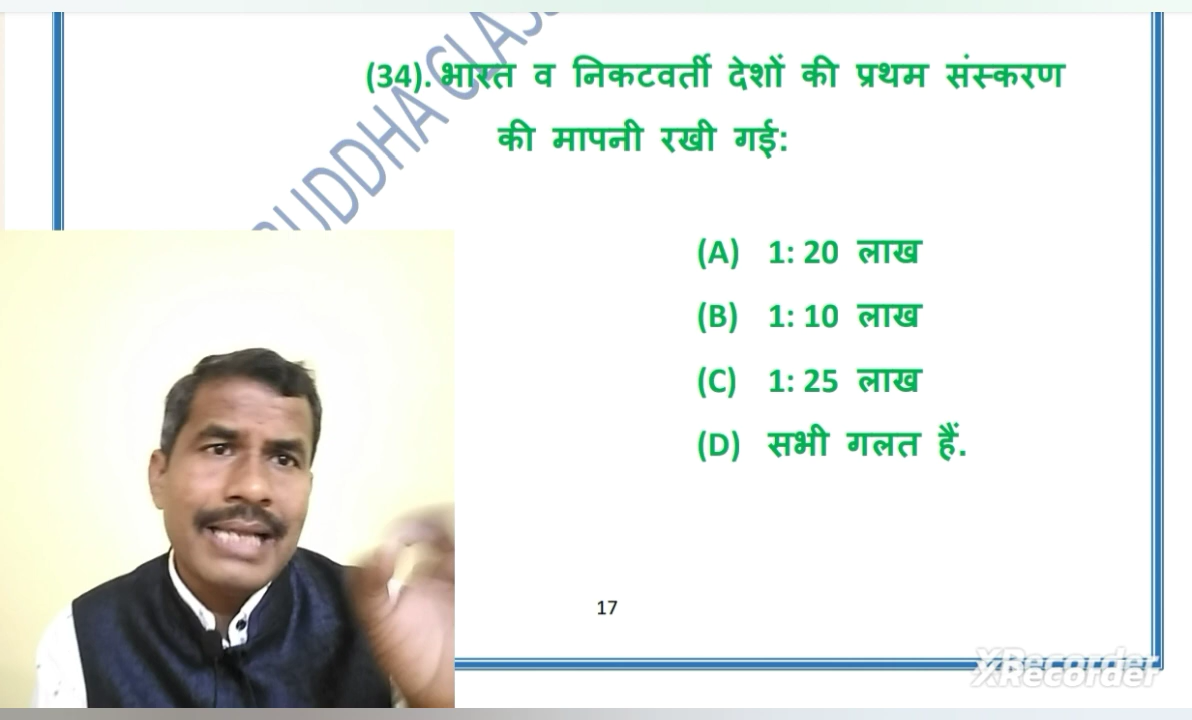 (34). भारत व निकटवर्ती देशों की प्रथम संस्करण
की मापनी रखी गई:
(A) 1: 20 लाख
(B) 1: 10 लाख
(C) 1: 25 लाख
(D) सभी गलत हैं.
17
XRecorder